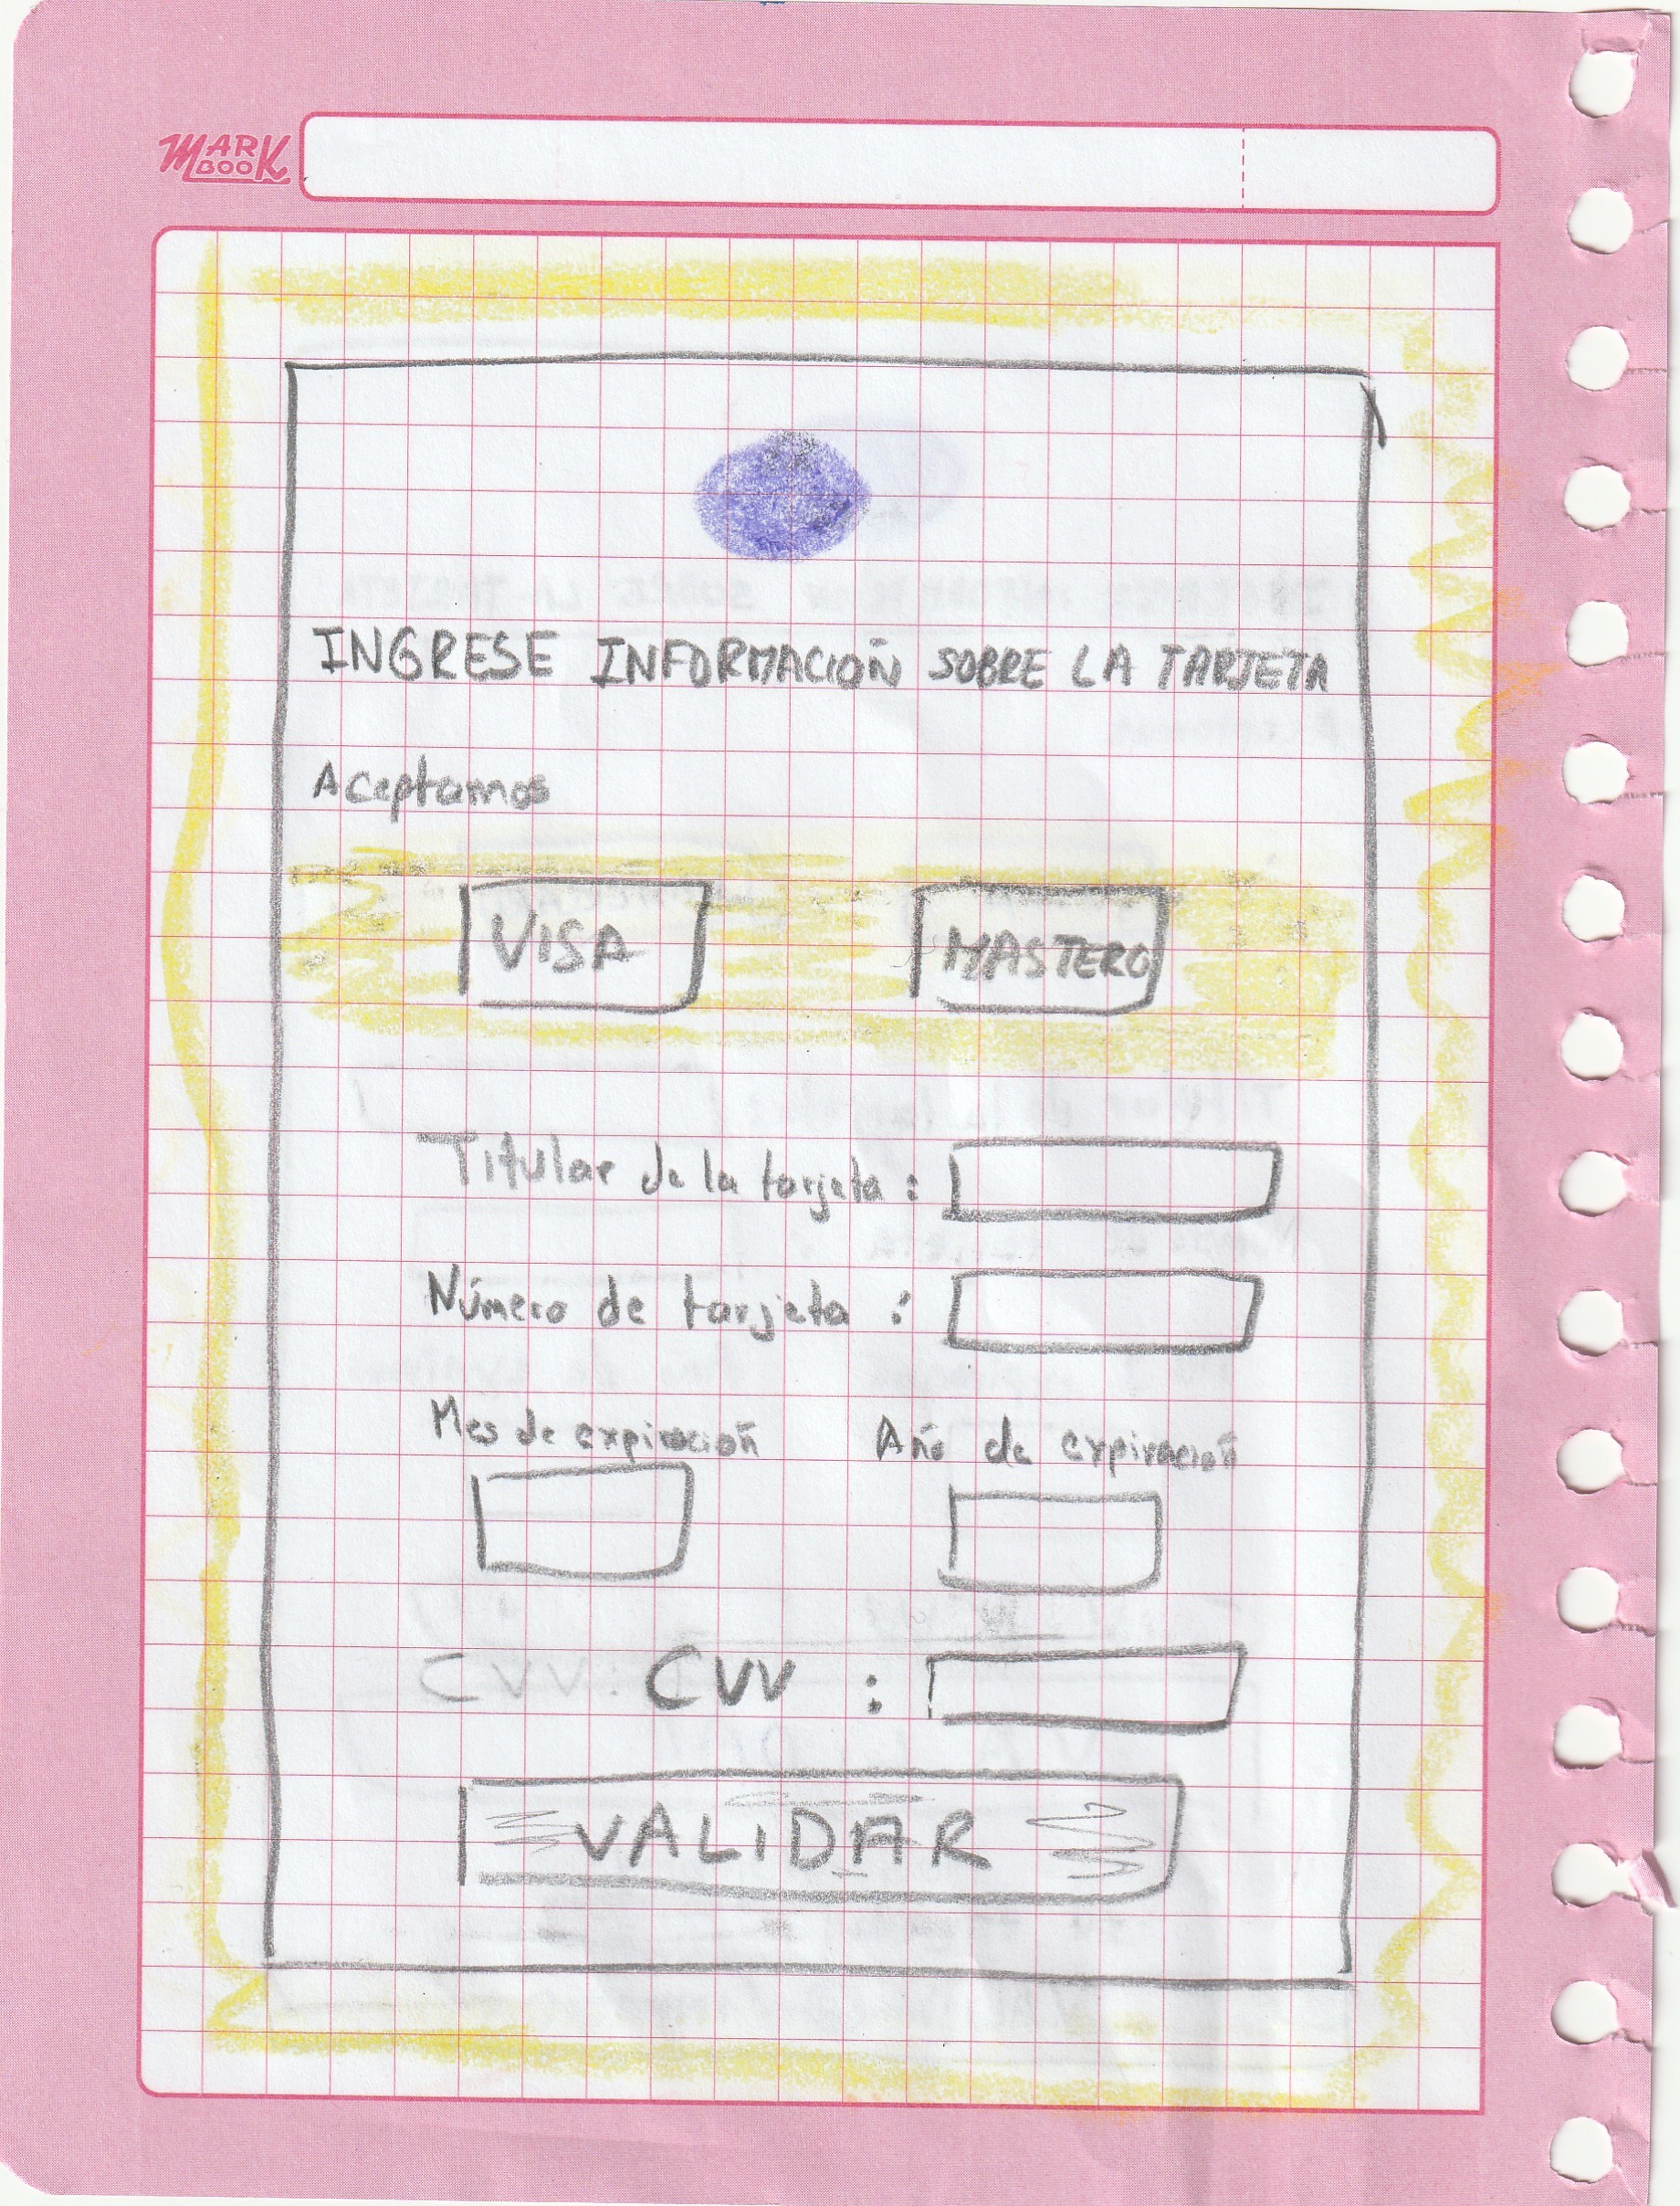 MARK BOOK
INGRESE INFORMACIOÑ SOBRE LA TARJETA
Aceptamos
VISA MASTERO
Titular de la tarjeta :
Número de tarjeta :
Mes de expiracioñ Año de expiracioñ
CVV :
VALIDAR